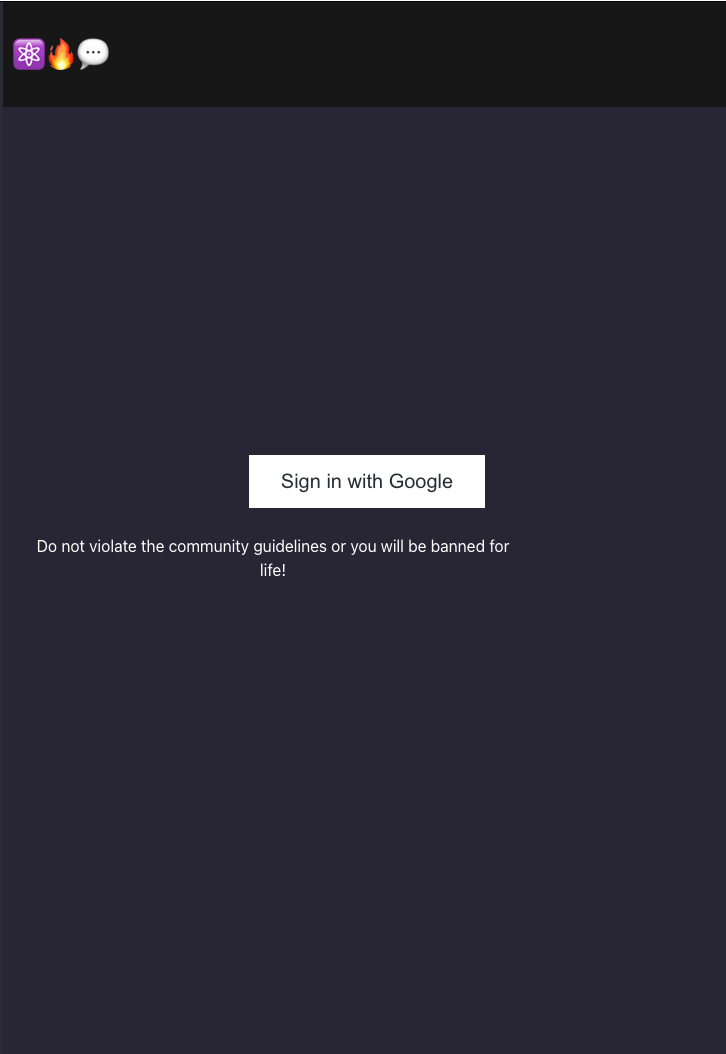 ⚛️🔥💬
Sign in with Google
Do not violate the community guidelines or you will be banned for
life!